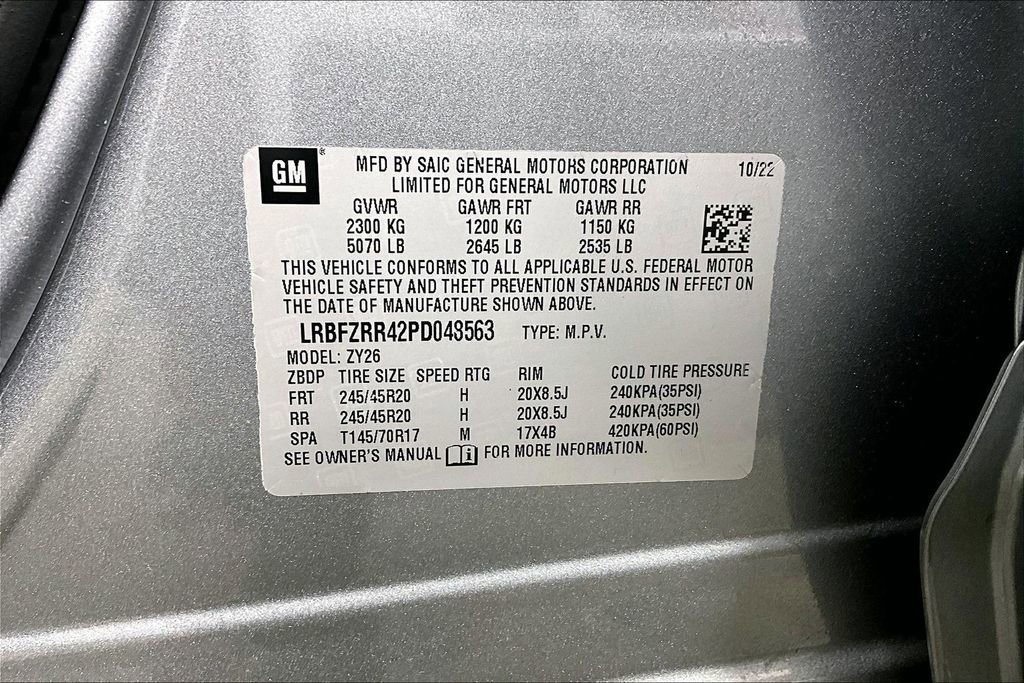 GM ®
MFD BY SAIC GENERAL MOTORS CORPORATION
LIMITED FOR GENERAL MOTORS LLC
10/22
GVWR GAWR FRT GAWR RR
2300 KG 1200 KG 1150 KG
5070 LB 2645 LB 2535 LB
THIS VEHICLE CONFORMS TO ALL APPLICABLE U.S. FEDERAL MOTOR
VEHICLE SAFETY AND THEFT PREVENTION STANDARDS IN EFFECT ON
THE DATE OF MANUFACTURE SHOWN ABOVE.
LRBFZRR42PD048563 TYPE: M.P.V.
MODEL: ZY26
ZBDP TIRE SIZE SPEED RTG RIM COLD TIRE PRESSURE
FRT 245/45R20 H 20X8.5J 240KPA(35PSI)
RR 245/45R20 H 20X8.5J 240KPA(35PSI)
SPA T145/70R17 M 17X4B 420KPA(60PSI)
SEE OWNER'S MANUAL i FOR MORE INFORMATION.